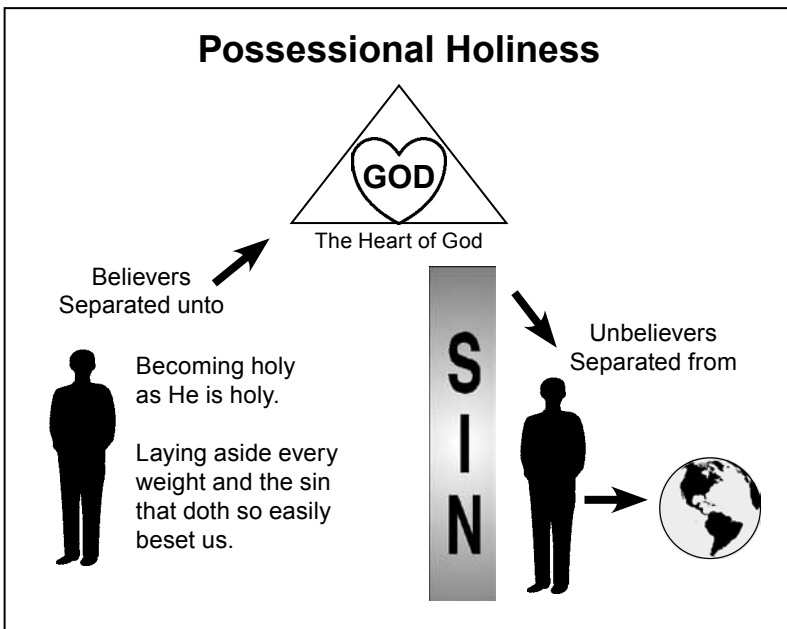 Possessional Holiness
GOD
The Heart of God
Believers
Separated unto
Becoming holy
as He is holy.
Laying aside every
weight and the sin
that doth so easily
beset us.
SIN
Unbelievers
Separated from